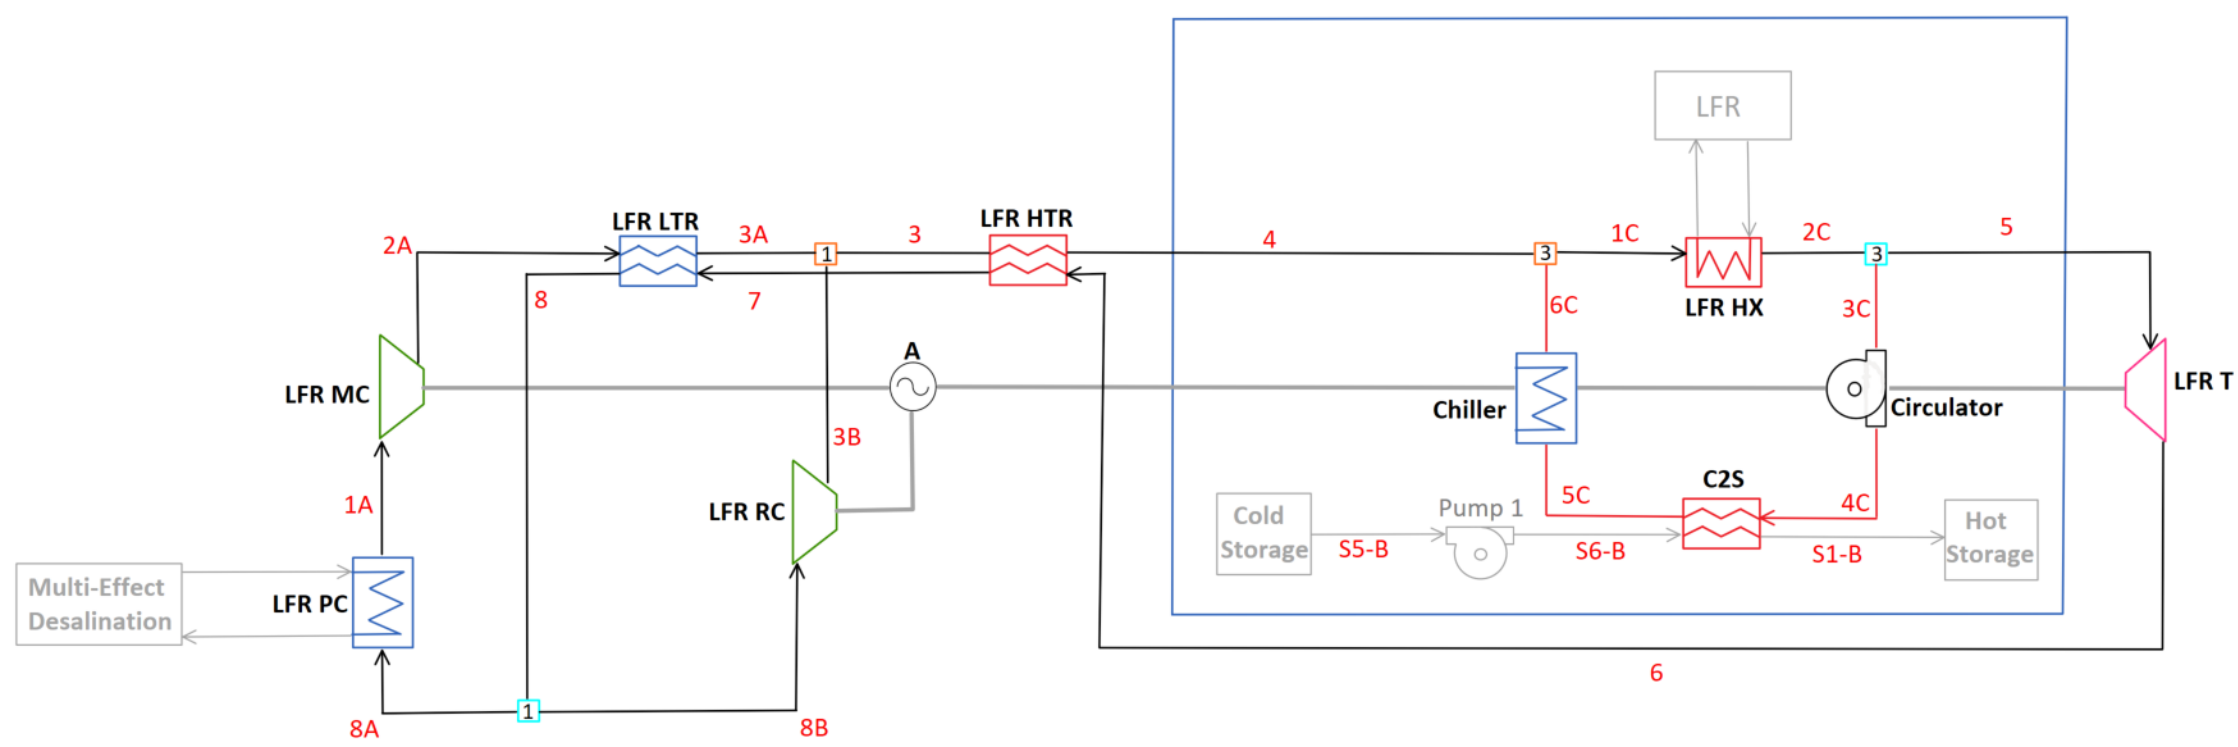 LFR
LFR LTR
LFR HTR
2A
3A
1
3
4
3
1C
2C
3
5
8
7
6C
LFR HX
3C
A
LFR MC
LFR T
Chiller
Circulator
3B
C2S
1A
LFR RC
5C
4C
Cold
Storage
Pump 1
Hot
Storage
S5-B
S6-B
S1-B
Multi-Effect
Desalination
LFR PC
6
1
8A
8B